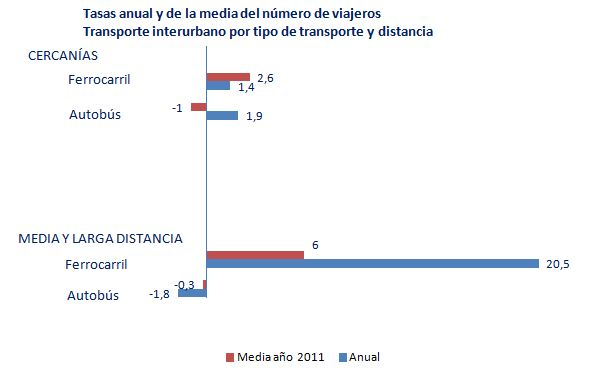 Tasas anual y de la media del número de viajeros
Transporte interurbano por tipo de transporte y distancia
CERCANÍAS
Ferrocarril
2,6
1,4
Autobús
-1
1,9
MEDIA Y LARGA DISTANCIA
6
Ferrocarril
20,5
-0,3
Autobús
-1,8
Media año 2011
Anual